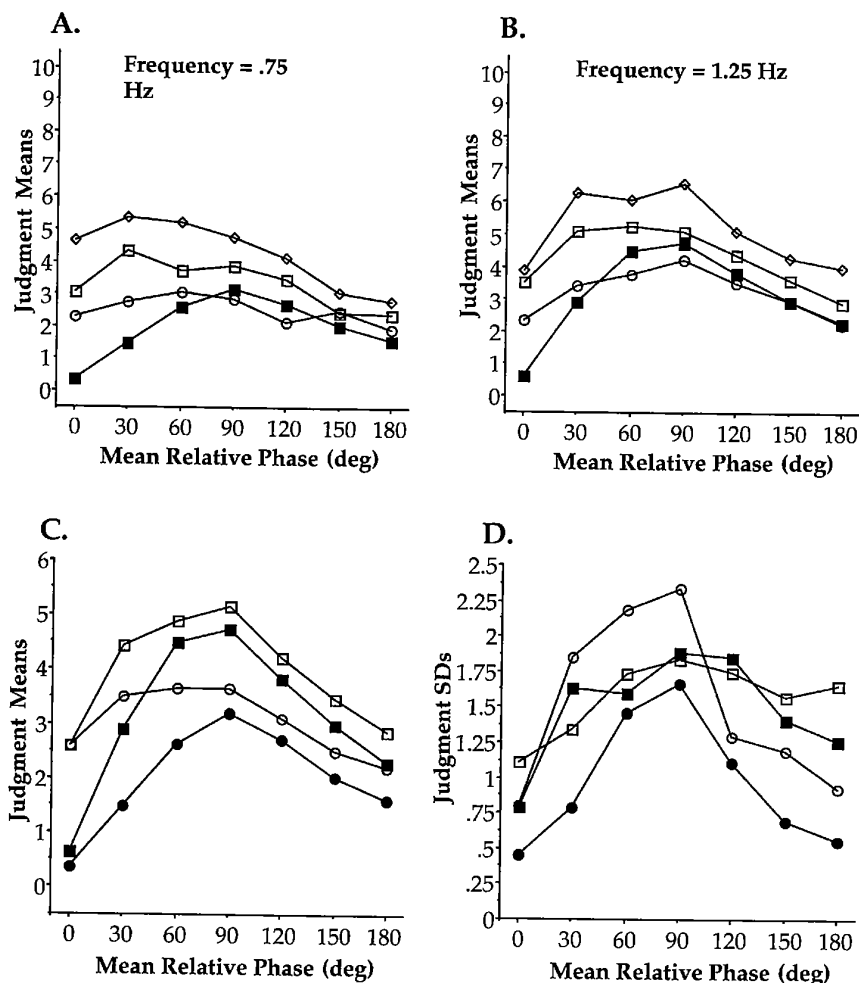 A.
Frequency = .75
Hz
10
9
8
7
6
5
4
3
2
1
0
Judgment Means
0 30 60 90 120 150 180
Mean Relative Phase (deg)
B.
Frequency = 1.25 Hz
10
9
8
7
6
5
4
3
2
1
0
Judgment Means
0 30 60 90 120 150 180
Mean Relative Phase (deg)
C.
6
5
4
3
2
1
0
Judgment Means
0 30 60 90 120 150 180
Mean Relative Phase (deg)
D.
2.5
2.25
2
1.75
1.5
1.25
1
.75
.5
.25
0
Judgment SDs
0 30 60 90 120 150 180
Mean Relative Phase (deg)